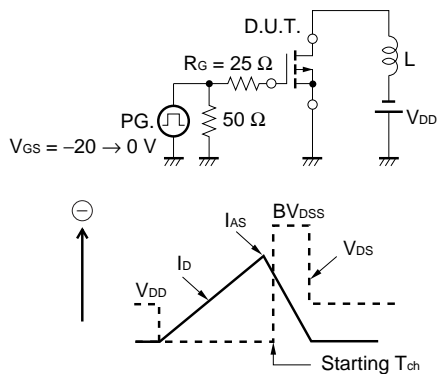 D.U.T.
RG = 25 Ω
L
PG.
50 Ω
VDD
VGS = −20 → 0 V
−
BVDSS
IAS
VDS
ID
VDD
Starting Tch